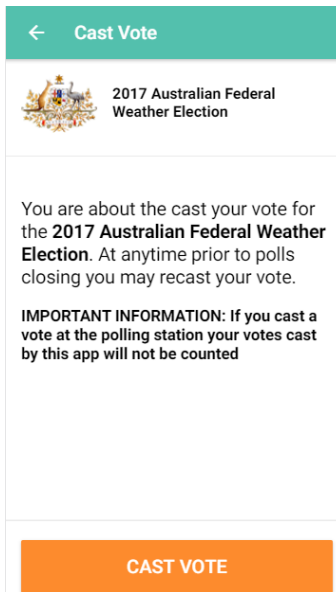 Cast Vote
2017 Australian Federal
Weather Election
You are about the cast your vote for
the 2017 Australian Federal Weather
Election. At anytime prior to polls
closing you may recast your vote.
IMPORTANT INFORMATION: If you cast a
vote at the polling station your votes cast
by this app will not be counted
CAST VOTE